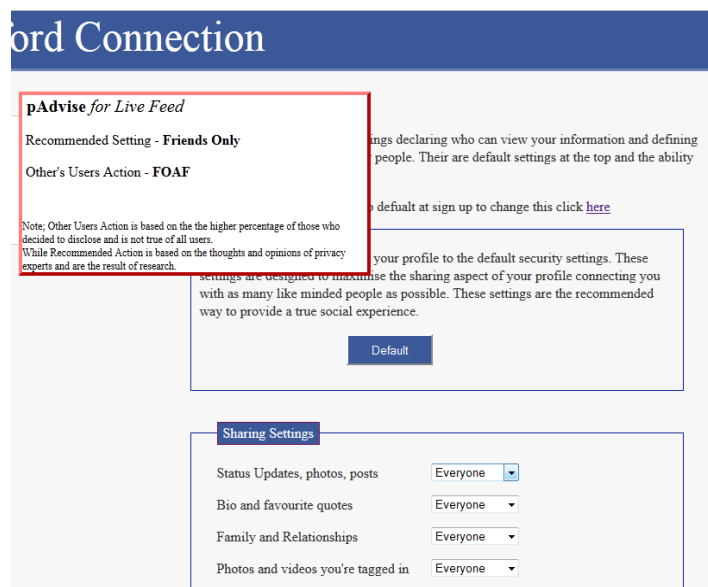 ord Connection
pAdvise for Live Feed
Recommended Setting - Friends Only
Other's Users Action - FOAF
Note; Other Users Action is based on the the higher percentage of those who
decided to disclose and is not true of all users.
While Recommended Action is based on the thoughts and opinions of privacy
experts and are the result of research.
ings declaring who can view your information and defining
people. Their are default settings at the top and the ability
defualt at sign up to change this click here
your profile to the default security settings. These
settings are designed to maximise the sharing aspect of your profile connecting you
with as many like minded people as possible. These settings are the recommended
way to provide a true social experience.
Default
Sharing Settings
Status Updates, photos, posts Everyone
Bio and favourite quotes Everyone
Family and Relationships Everyone
Photos and videos you're tagged in Everyone